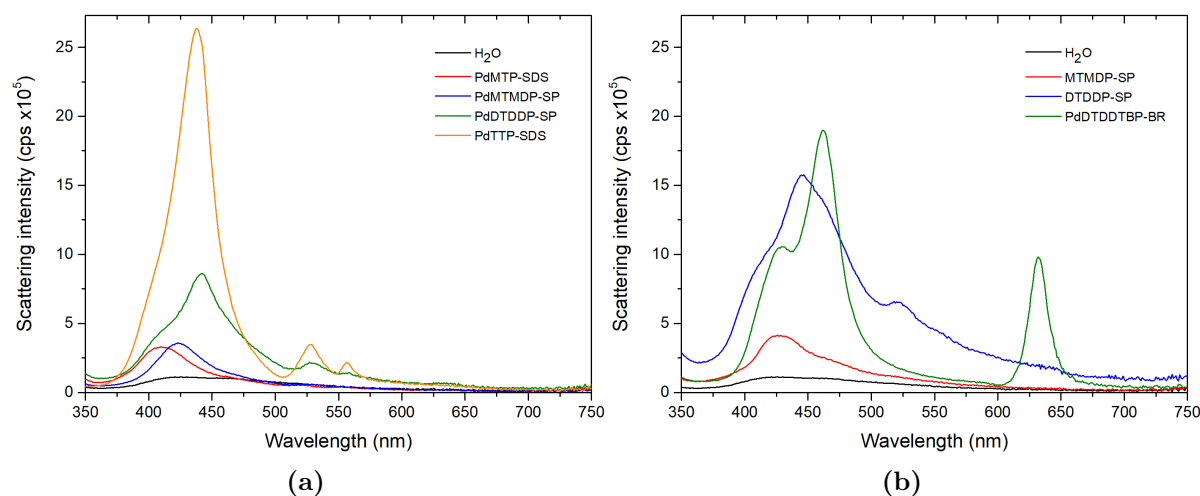 Scattering intensity (cps x10⁵)
25
20
15
10
5
0
350 400 450 500 550 600 650 700 750
Wavelength (nm)
H₂O
PdMTP-SDS
PdMTMDP-SP
PdDTDDP-SP
PdTTP-SDS
(a)
Scattering intensity (cps x10⁵)
25
20
15
10
5
0
350 400 450 500 550 600 650 700 750
Wavelength (nm)
H₂O
MTMDP-SP
DTDDP-SP
PdDTDDTBP-BR
(b)